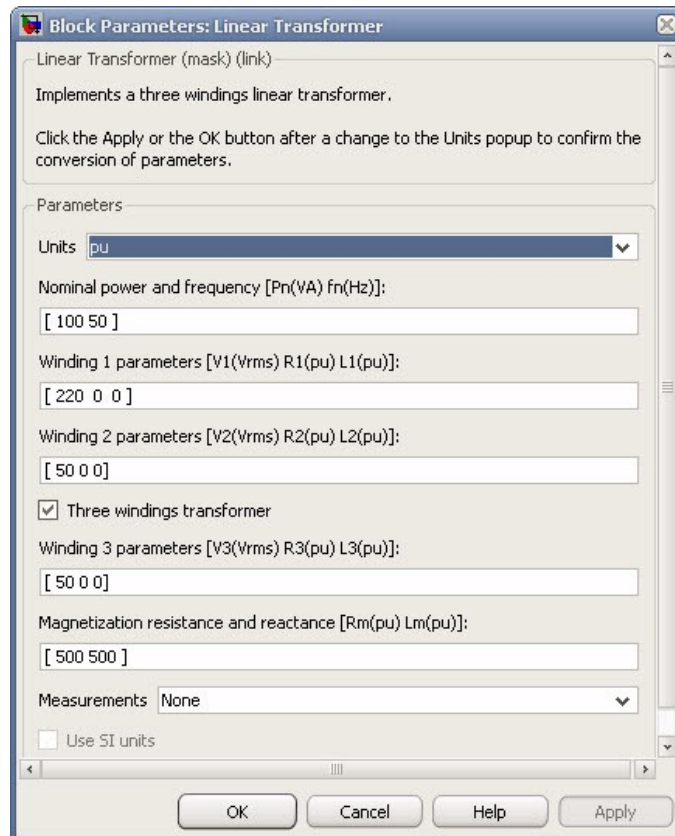 Block Parameters: Linear Transformer
Linear Transformer (mask) (link)
Implements a three windings linear transformer.
Click the Apply or the OK button after a change to the Units popup to confirm the
conversion of parameters.
Parameters
Units pu
Nominal power and frequency [Pn(VA) fn(Hz)]:
[ 100 50 ]
Winding 1 parameters [V1(Vrms) R1(pu) L1(pu)]:
[ 220 0 0 ]
Winding 2 parameters [V2(Vrms) R2(pu) L2(pu)]:
[ 50 0 0]
Three windings transformer
Winding 3 parameters [V3(Vrms) R3(pu) L3(pu)]:
[ 50 0 0]
Magnetization resistance and reactance [Rm(pu) Lm(pu)]:
[ 500 500 ]
Measurements None
Use SI units
OK Cancel Help Apply